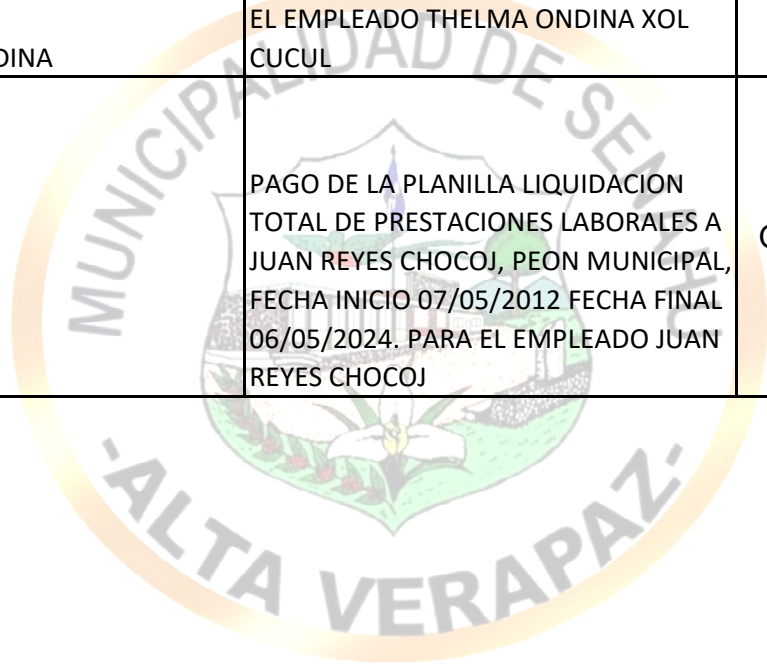 EL EMPLEADO THELMA ONDINA XOL
DINA CUCUL
PAGO DE LA PLANILLA LIQUIDACION
TOTAL DE PRESTACIONES LABORALES A
JUAN REYES CHOCOJ, PEON MUNICIPAL,
FECHA INICIO 07/05/2012 FECHA FINAL
06/05/2024. PARA EL EMPLEADO JUAN
REYES CHOCOJ
MUNICIPALIDAD DE SENAHU
-ALTA VERAPAZ-